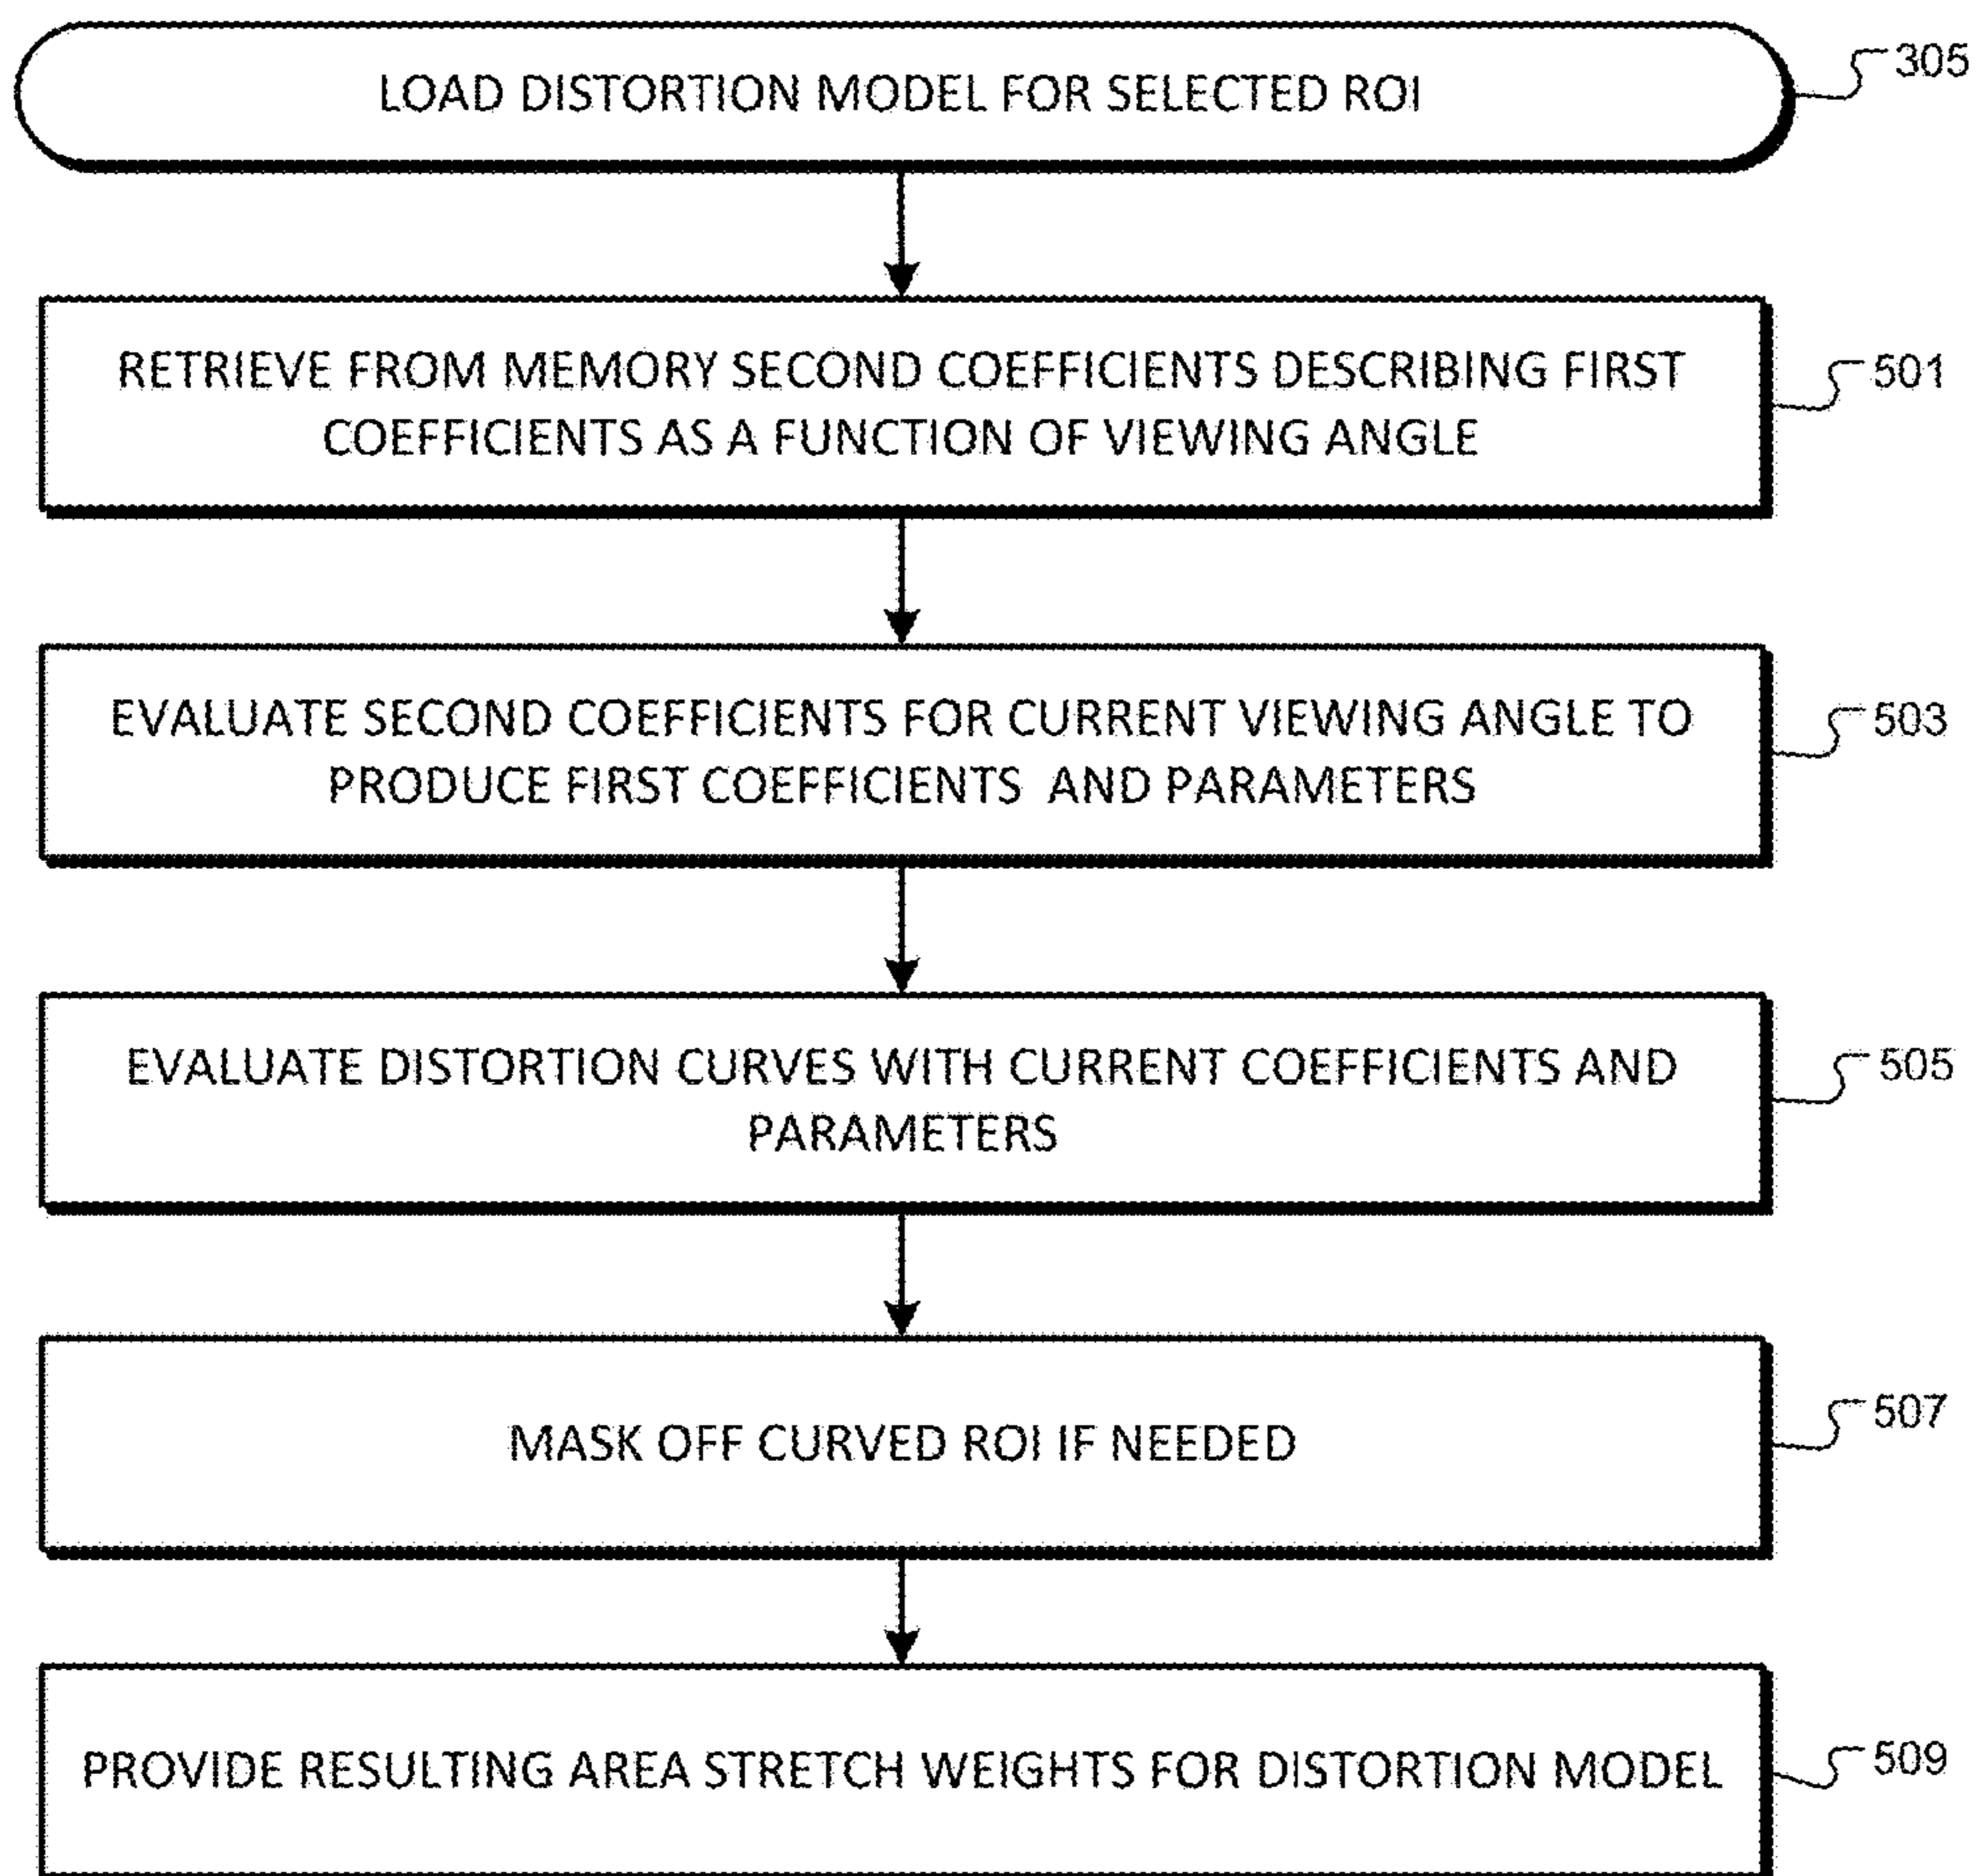 LOAD DISTORTION MODEL FOR SELECTED ROI
305
RETRIEVE FROM MEMORY SECOND COEFFICIENTS DESCRIBING FIRST
COEFFICIENTS AS A FUNCTION OF VIEWING ANGLE
501
EVALUATE SECOND COEFFICIENTS FOR CURRENT VIEWING ANGLE TO
PRODUCE FIRST COEFFICIENTS AND PARAMETERS
503
EVALUATE DISTORTION CURVES WITH CURRENT COEFFICIENTS AND
PARAMETERS
505
MASK OFF CURVED ROI IF NEEDED
507
PROVIDE RESULTING AREA STRETCH WEIGHTS FOR DISTORTION MODEL
509